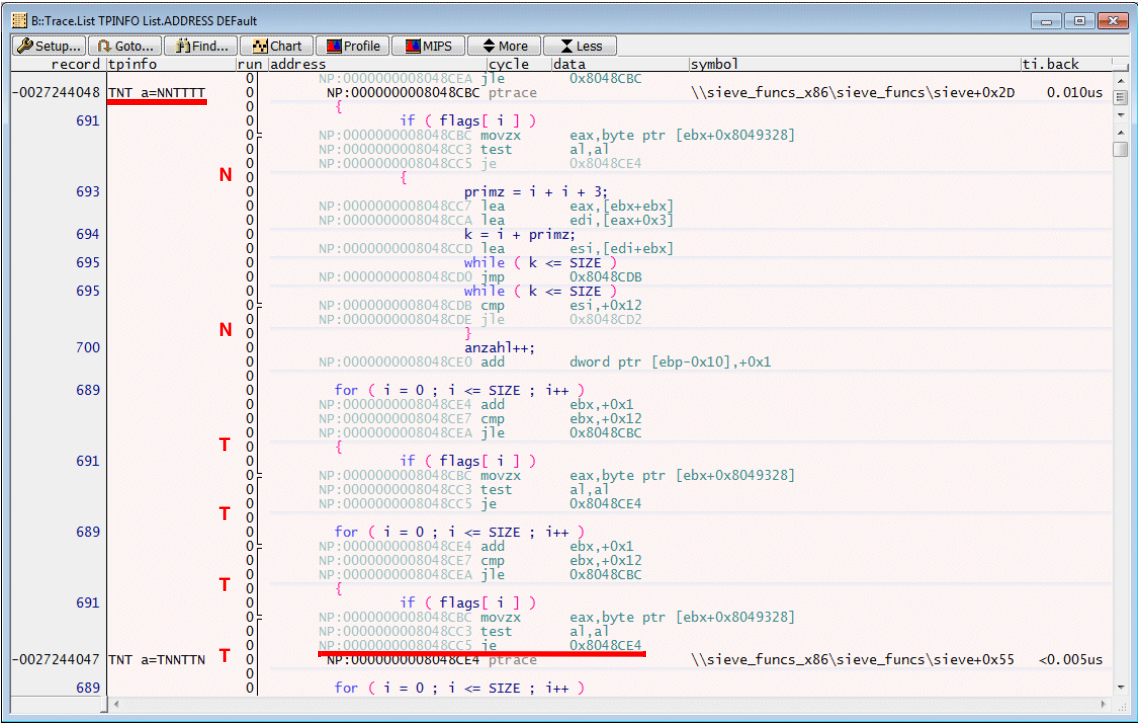 B::Trace.List TPINFO List.ADDRESS DEFault
Setup... Goto... Find... Chart Profile MIPS More Less
record tpinfo run address cycle data symbol ti.back
0 NP:0000000008048CEA jle 0x8048CBC
-0027244048 TNT a=NNTTTT 0 NP:0000000008048CBC ptrace \\sieve_funcs_x86\sieve_funcs\sieve+0x2D 0.010us
0 {
691 0 if ( flags[ i ] )
0 NP:0000000008048CBC movzx eax,byte ptr [ebx+0x8049328]
0 NP:0000000008048CC3 test al,al
0 NP:0000000008048CC5 je 0x8048CE4
N 0 {
693 0 primz = i + i + 3;
0 NP:0000000008048CC7 lea eax,[ebx+ebx]
0 NP:0000000008048CCA lea edi,[eax+0x3]
694 0 k = i + primz;
0 NP:0000000008048CCD lea esi,[edi+ebx]
695 0 while ( k <= SIZE )
0 NP:0000000008048CD0 jmp 0x8048CDB
695 0 while ( k <= SIZE )
0 NP:0000000008048CDB cmp esi,+0x12
0 NP:0000000008048CDE jle 0x8048CD2
N 0 }
700 0 anzahl++;
0 NP:0000000008048CE0 add dword ptr [ebp-0x10],+0x1
0
689 0 for ( i = 0 ; i <= SIZE ; i++ )
0 NP:0000000008048CE4 add ebx,+0x1
0 NP:0000000008048CE7 cmp ebx,+0x12
0 NP:0000000008048CEA jle 0x8048CBC
T 0 {
691 0 if ( flags[ i ] )
0 NP:0000000008048CBC movzx eax,byte ptr [ebx+0x8049328]
0 NP:0000000008048CC3 test al,al
0 NP:0000000008048CC5 je 0x8048CE4
T 0
689 0 for ( i = 0 ; i <= SIZE ; i++ )
0 NP:0000000008048CE4 add ebx,+0x1
0 NP:0000000008048CE7 cmp ebx,+0x12
0 NP:0000000008048CEA jle 0x8048CBC
T 0 {
691 0 if ( flags[ i ] )
0 NP:0000000008048CBC movzx eax,byte ptr [ebx+0x8049328]
0 NP:0000000008048CC3 test al,al
0 NP:0000000008048CC5 je 0x8048CE4
-0027244047 TNT a=TNNTTN T 0 NP:0000000008048CE4 ptrace \\sieve_funcs_x86\sieve_funcs\sieve+0x55 <0.005us
0
689 0 for ( i = 0 ; i <= SIZE ; i++ )